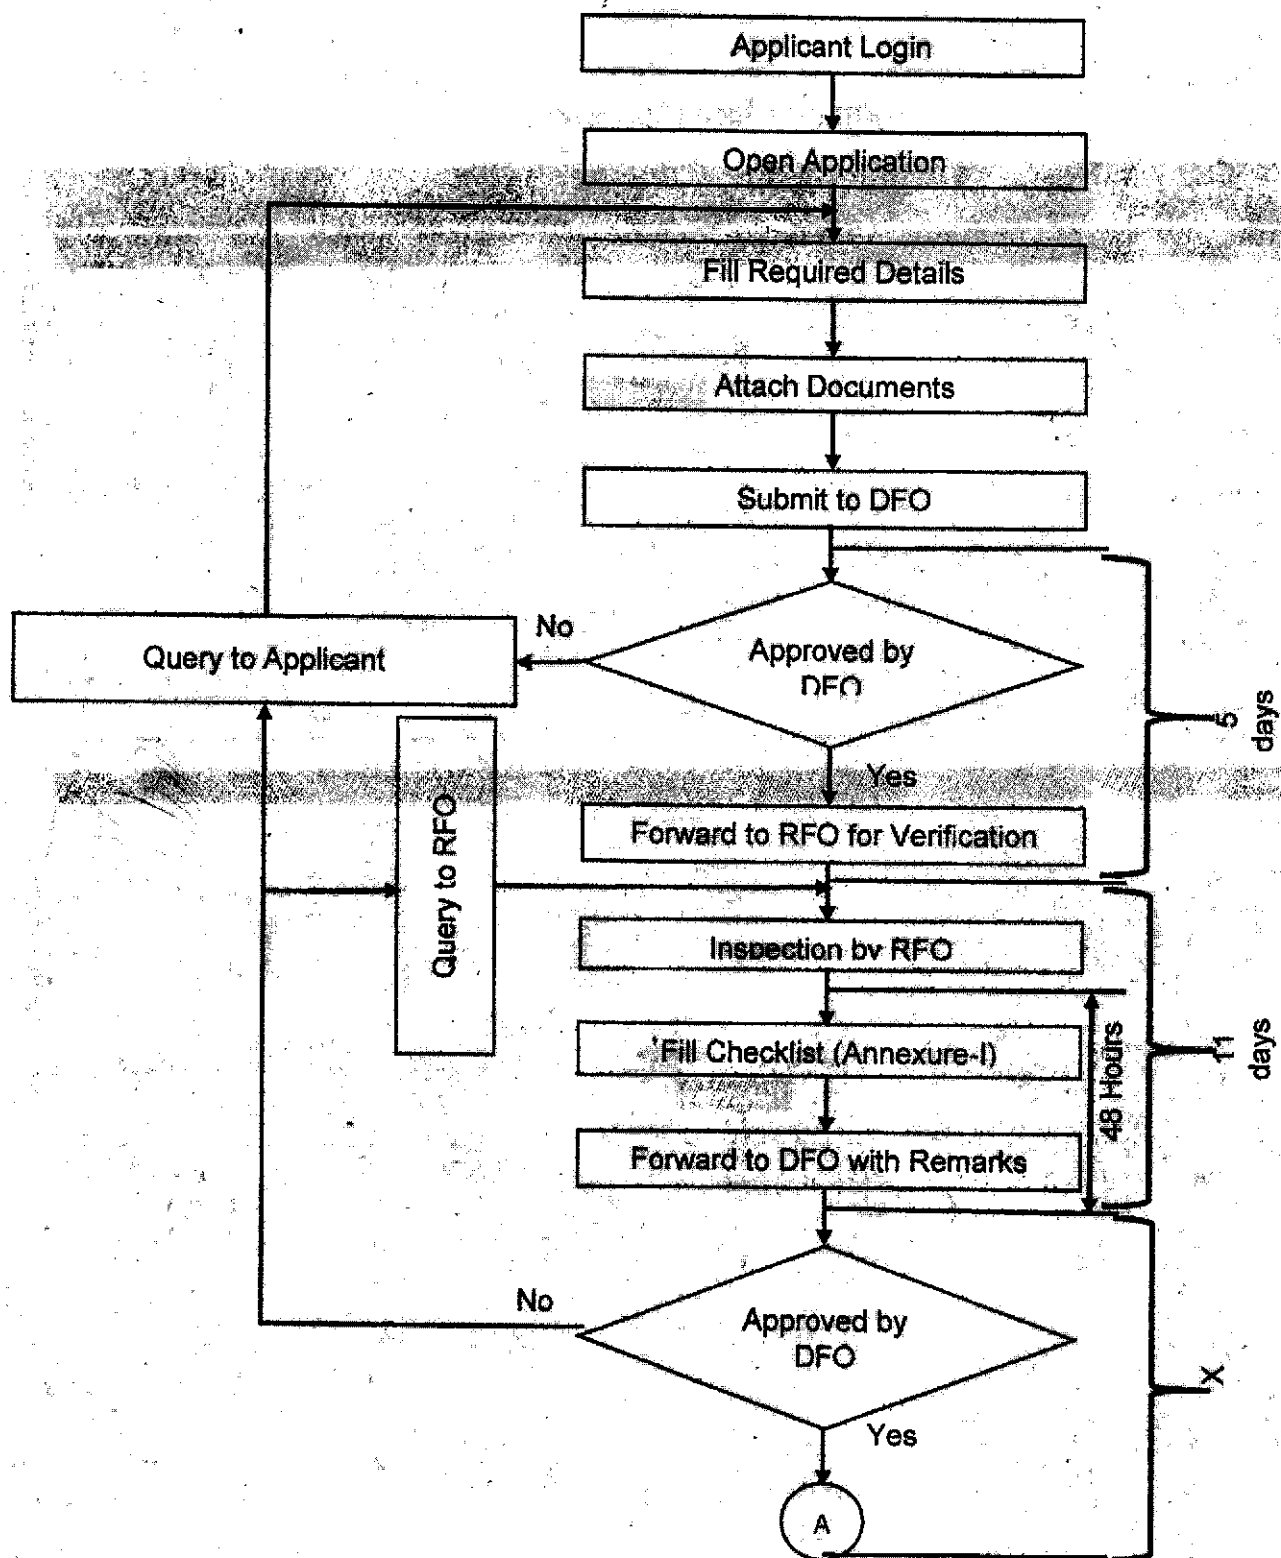 Applicant Login
Open Application
Fill Required Details
Attach Documents
Submit to DFO
No
Query to Applicant
Approved by
DFO
5
days
Yes
Query to RFO
Forward to RFO for Verification
Inspection by RFO
Fill Checklist (Annexure-I)
48 Hours
11
days
Forward to DFO with Remarks
No
Approved by
DFO
X
Yes
A